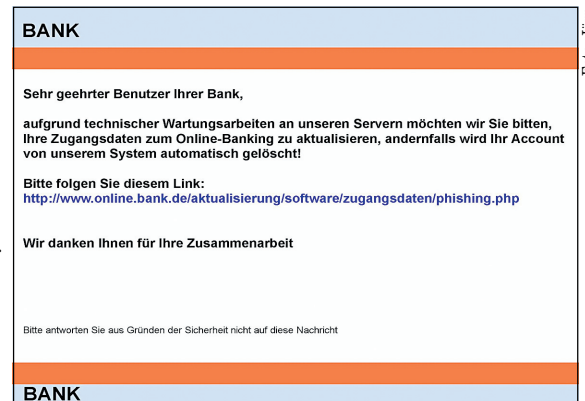 BANK
Sehr geehrter Benutzer Ihrer Bank,
aufgrund technischer Wartungsarbeiten an unseren Servern möchten wir Sie bitten,
Ihre Zugangsdaten zum Online-Banking zu aktualisieren, andernfalls wird Ihr Account
von unserem System automatisch gelöscht!
Bitte folgen Sie diesem Link:
http://www.online.bank.de/aktualisierung/software/zugangsdaten/phishing.php
Wir danken Ihnen für Ihre Zusammenarbeit
Bitte antworten Sie aus Gründen der Sicherheit nicht auf diese Nachricht
BANK